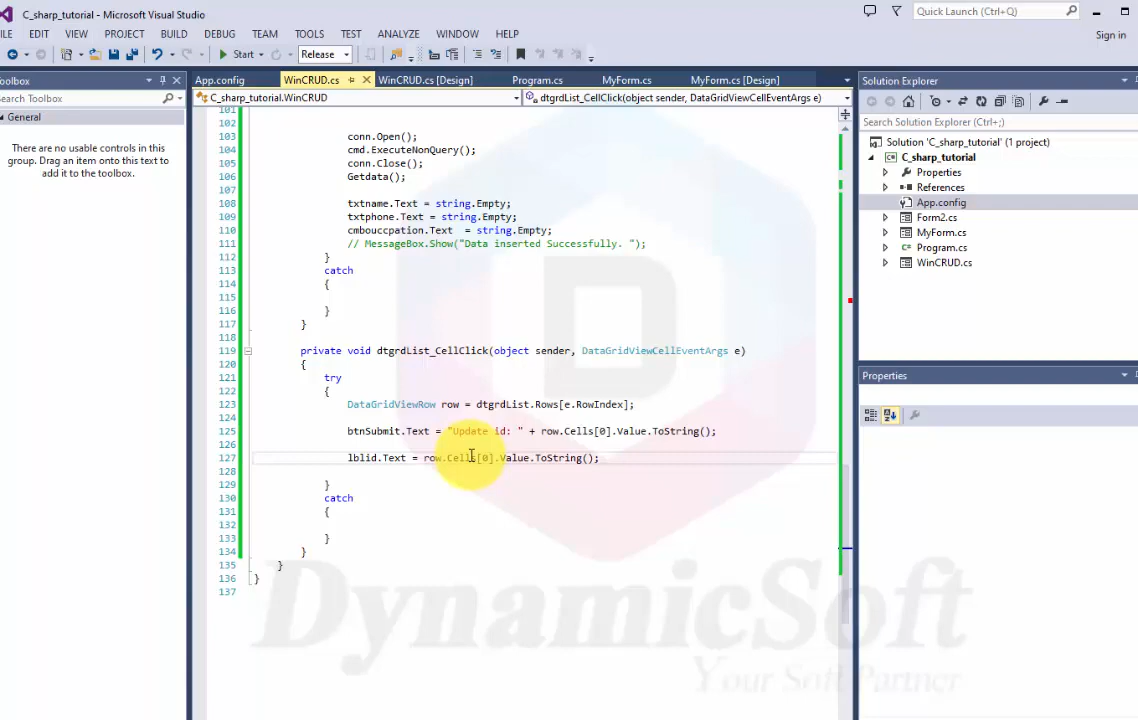 C_sharp_tutorial - Microsoft Visual Studio
Quick Launch (Ctrl+;)
ILE EDIT VIEW PROJECT BUILD DEBUG TEAM TOOLS TEST ANALYZE WINDOW HELP
Sign in
Start
Release
oolbox
App.config
WinCRUD.cs
WinCRUD.cs [Design]
Program.cs
MyForm.cs
MyForm.cs [Design]
Solution Explorer
earch Toolbox
C_sharp_tutorial.WinCRUD
dtgrdList_CellClick(object sender, DataGridViewCellEventArgs e)
General
There are no usable controls in this
group. Drag an item onto this text to
add it to the toolbox.
101
102
103 conn.Open();
104 cmd.ExecuteNonQuery();
105 conn.Close();
106 Getdata();
107
108 txtname.Text = string.Empty;
109 txtphone.Text = string.Empty;
110 cmbouccpation.Text  = string.Empty;
111 // MessageBox.Show("Data inserted Successfully. ");
112 }
113 catch
114 {
115
116 }
117 }
118
119 private void dtgrdList_CellClick(object sender, DataGridViewCellEventArgs e)
120 {
121 try
122 {
123 DataGridViewRow row = dtgrdList.Rows[e.RowIndex];
124
125 btnSubmit.Text = "Update id: " + row.Cells[0].Value.ToString();
126
127 lblid.Text = row.Cells[0].Value.ToString();
128
129 }
130 catch
131 {
132
133 }
134 }
135 }
136 }
137
Search Solution Explorer (Ctrl+;)
Solution 'C_sharp_tutorial' (1 project)
C_sharp_tutorial
Properties
References
App.config
Form2.cs
MyForm.cs
Program.cs
WinCRUD.cs
Properties
D
DynamicSoft
Your Soft Partner